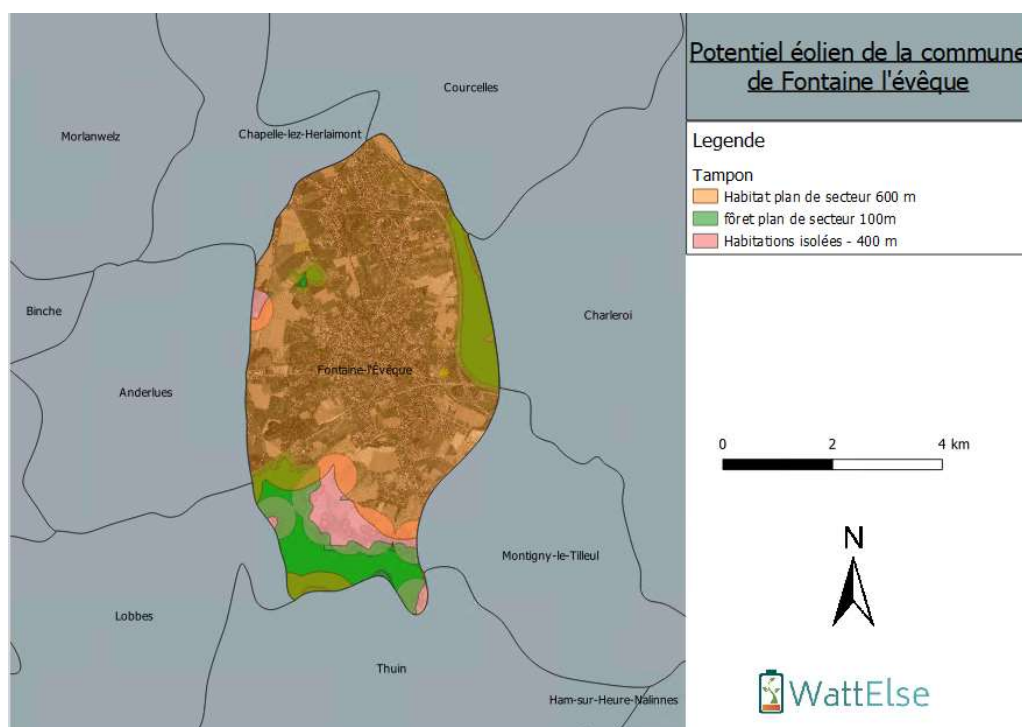 Potentiel éolien de la commune
de Fontaine l'évêque
Legende
Tampon
Habitat plan de secteur 600 m
fôret plan de secteur 100m
Habitations isolées - 400 m
Courcelles
Morlanwelz
Chapelle-lez-Herlaimont
Binche
Charleroi
Fontaine-l'Évêque
Anderlues
0 2 4 km
N
Montigny-le-Tilleul
Lobbes
Thuin
Ham-sur-Heure-Nalinnes
WattElse